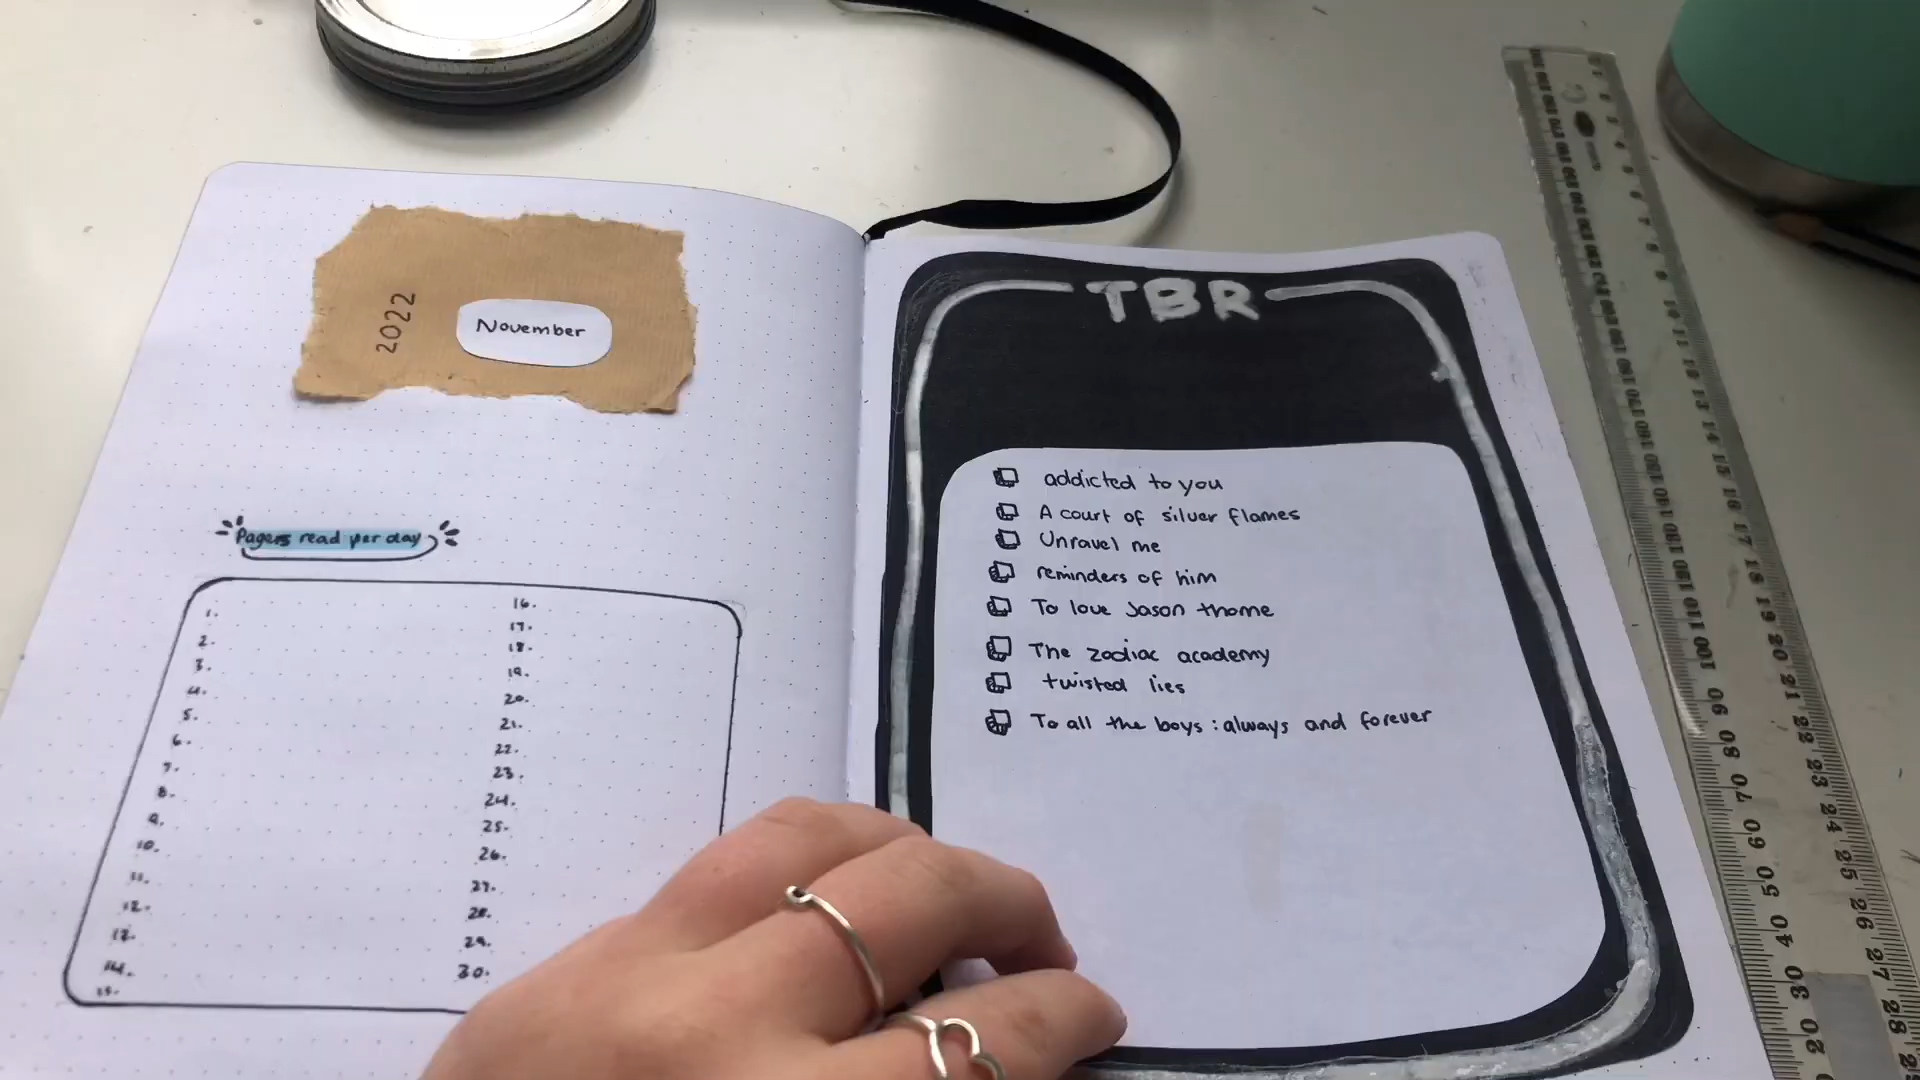 2022
November
Pages read per day
1.
2.
3.
4.
5.
6.
7.
8.
9.
10.
11.
12.
13.
14.
15.
16.
17.
18.
19.
20.
21.
22.
23.
24.
25.
26.
27.
28.
29.
30.
TBR
addicted to you
A court of silver flames
Unravel me
reminders of him
To love Jason thorne
The zodiac academy
twisted lies
To all the boys : always and forever